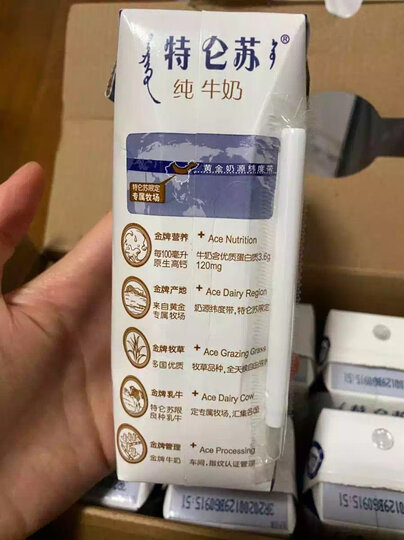 特仑苏®
纯牛奶
黄金奶源纬度带
特仑苏限定
专属牧场
金牌营养 + Ace Nutrition
每100毫升 牛奶含优质蛋白质3.6g
原生高钙 120mg
金牌产地 + Ace Dairy Region
来自黄金 奶源纬度带,特仑苏限定
专属牧场
金牌牧草 + Ace Grazing Grass
多国优质 牧草品种,全天
金牌乳牛 + Ace Dairy Cow
特仑苏限 定专属牧场,汇集各国
良种乳牛
金牌管理 + Ace Processing
金牌牛奶 车间,指纹认证管理